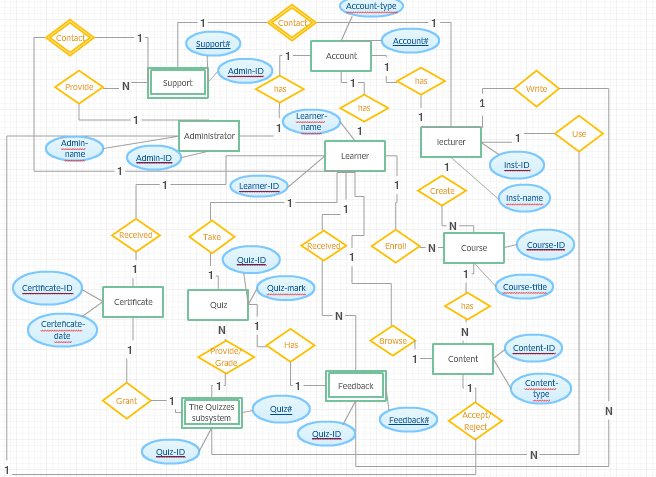 Account-type
Contact
1
1
Contact
1
1
Support#
Account#
Account
1
1
Admin-ID
has
1
has
Provide
N
Support
Write
1
has
1
1
1
Learner-
name
1
Administrator
1
1
Use
lecturer
Admin-
name
Admin-ID
Learner
Inst-ID
1
1
1
Learner-ID
1
Create
Inst-name
1
1
N
Received
Take
Received
Enroll
N
Course
Course-ID
1
Quiz-ID
1
1
1
Certificate-ID
Quiz-mark
Course-title
Certificate
Quiz
has
N
Certeficate-
date
N
1
N
Has
Browse
1
Content
Content-ID
1
Provide/
Grade
1
1
1
Feedback
Content-
type
Grant
1
The Quizzes
subsystem
Quiz#
Accept/
Reject
N
Feedback#
Quiz-ID
Quiz-ID
N
1